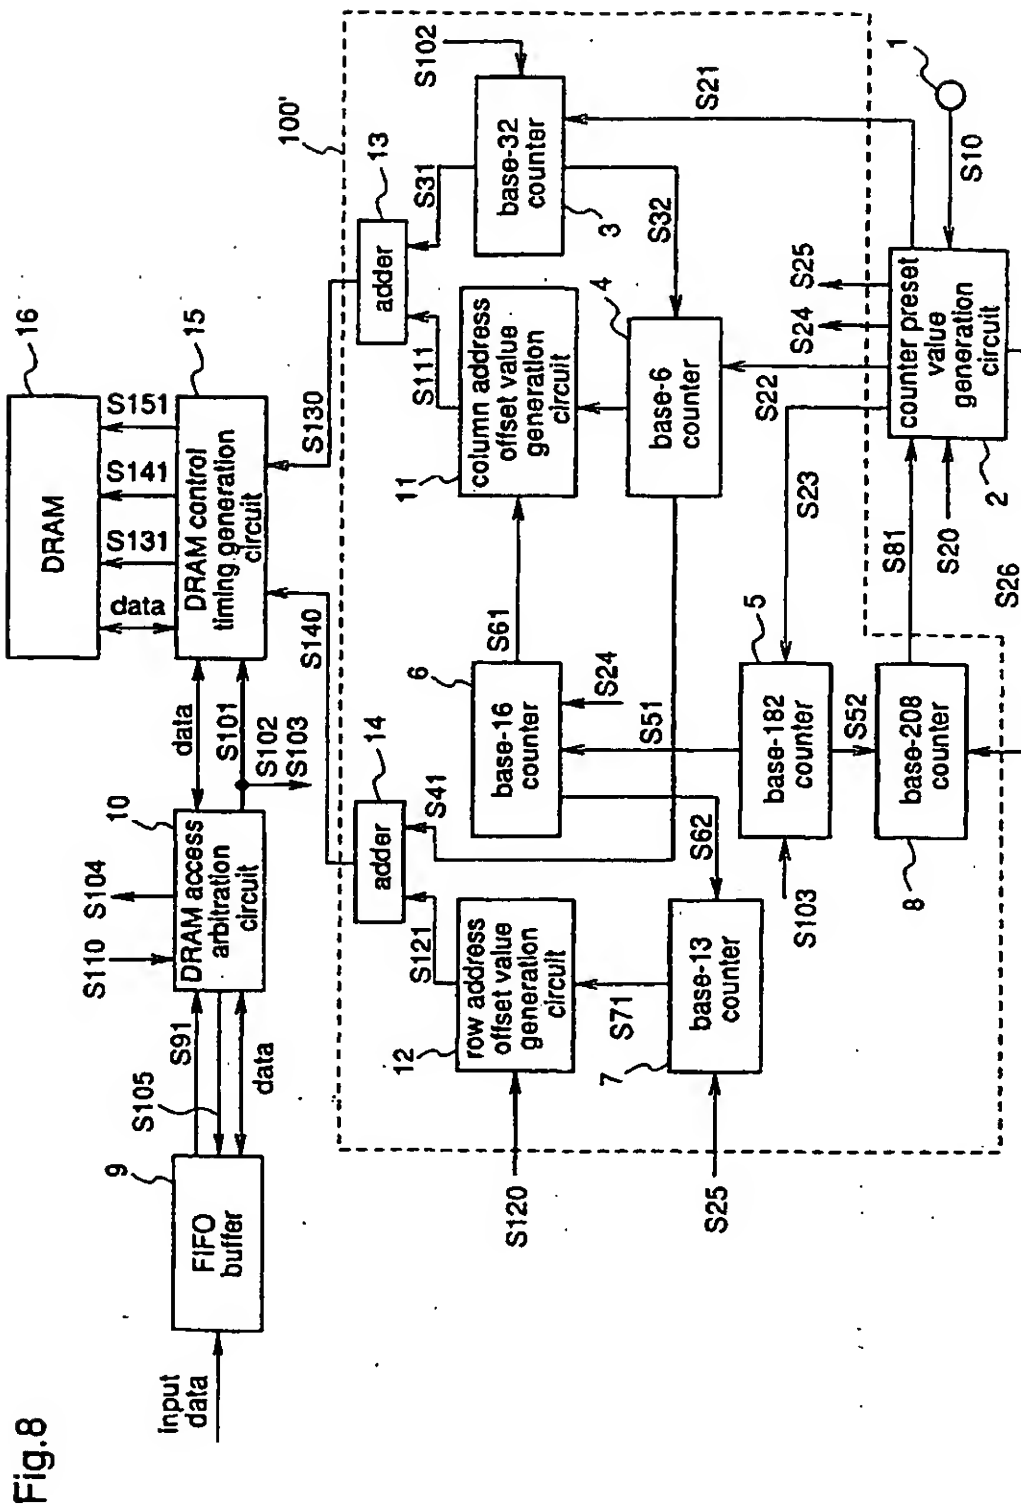 Fig.8
input
data
9
FIFO
buffer
S91
S105
data
S110
S104
10
DRAM access
arbitration
circuit
data
S101
S102
S103
15
DRAM control
timing generation
circuit
data
S131
S141
S151
16
DRAM
S140
S130
100'
14
adder
13
adder
S121
S41
S111
S31
S120
12
row address
offset value
generation
circuit
S71
S25
7
base-13
counter
S62
6
base-16
counter
S61
S24
S51
11
column address
offset value
generation
circuit
4
base-6
counter
S32
3
base-32
counter
S102
S21
S103
5
base-182
counter
S23
S22
S52
8
base-208
counter
S81
S26
S20
2
counter preset
value
generation
circuit
S24
S25
S10
1